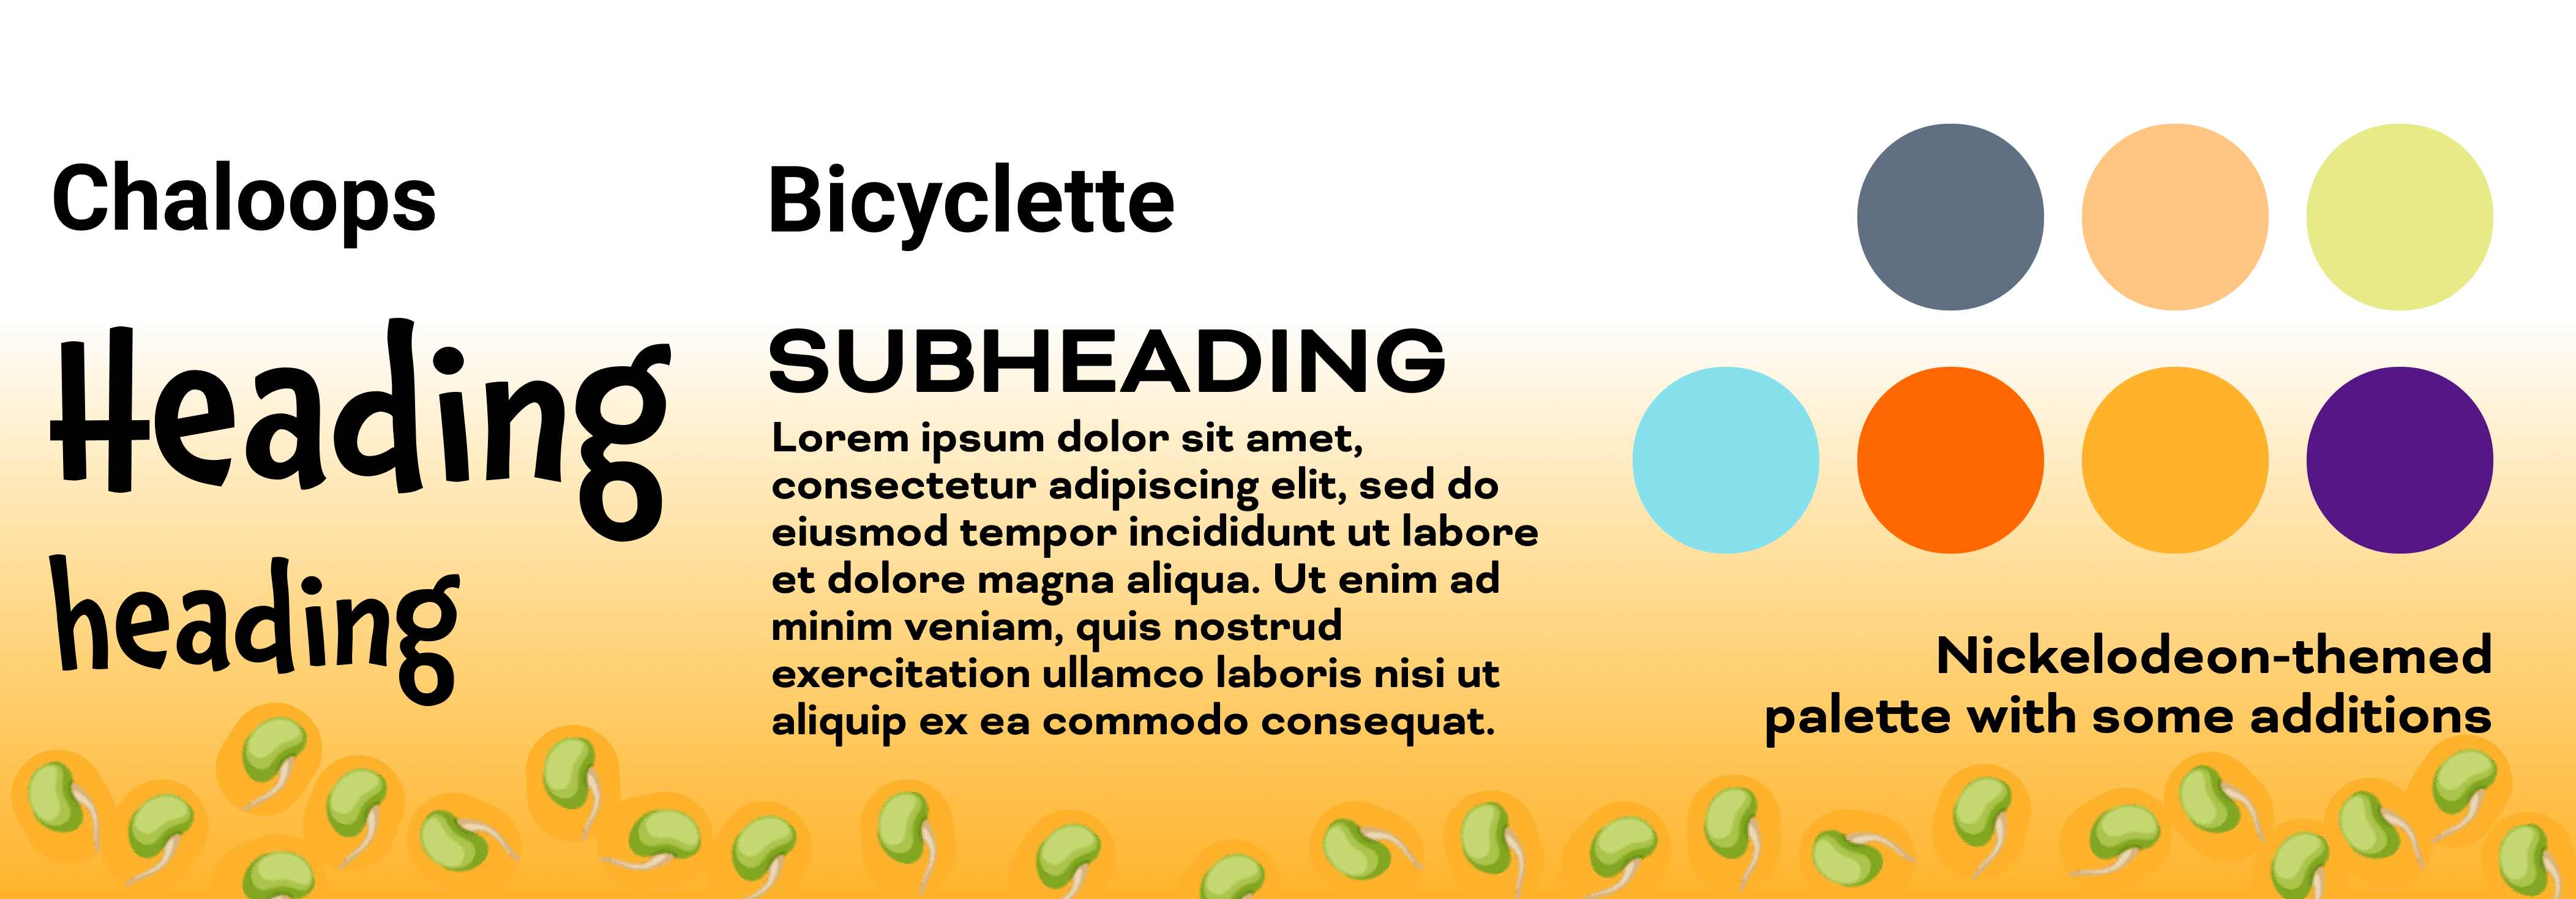 Chaloops
Heading
heading
Bicyclette
SUBHEADING
Lorem ipsum dolor sit amet,
consectetur adipiscing elit, sed do
eiusmod tempor incididunt ut labore
et dolore magna aliqua. Ut enim ad
minim veniam, quis nostrud
exercitation ullamco laboris nisi ut
aliquip ex ea commodo consequat.
Nickelodeon-themed
palette with some additions